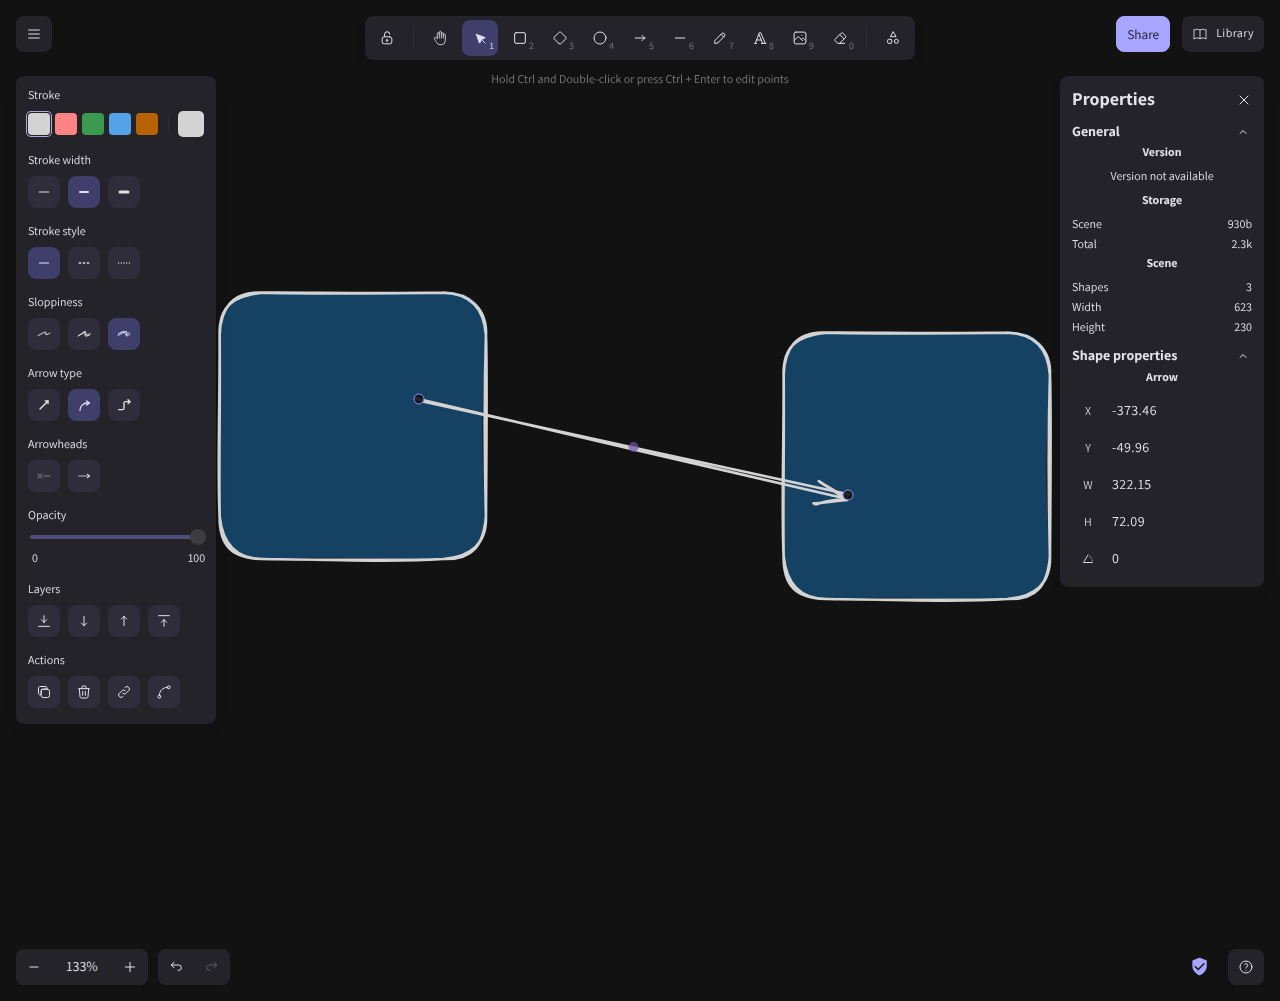 1
2
3
4
5
6
7
8
9
0
Share
Library
Hold Ctrl and Double-click or press Ctrl + Enter to edit points
Stroke
Stroke width
Stroke style
Sloppiness
Arrow type
Arrowheads
Opacity
0 100
Layers
Actions
Properties
General
Version
Version not available
Storage
Scene 930b
Total 2.3k
Scene
Shapes 3
Width 623
Height 230
Shape properties
Arrow
X -373.46
Y -49.96
W 322.15
H 72.09
0
133%